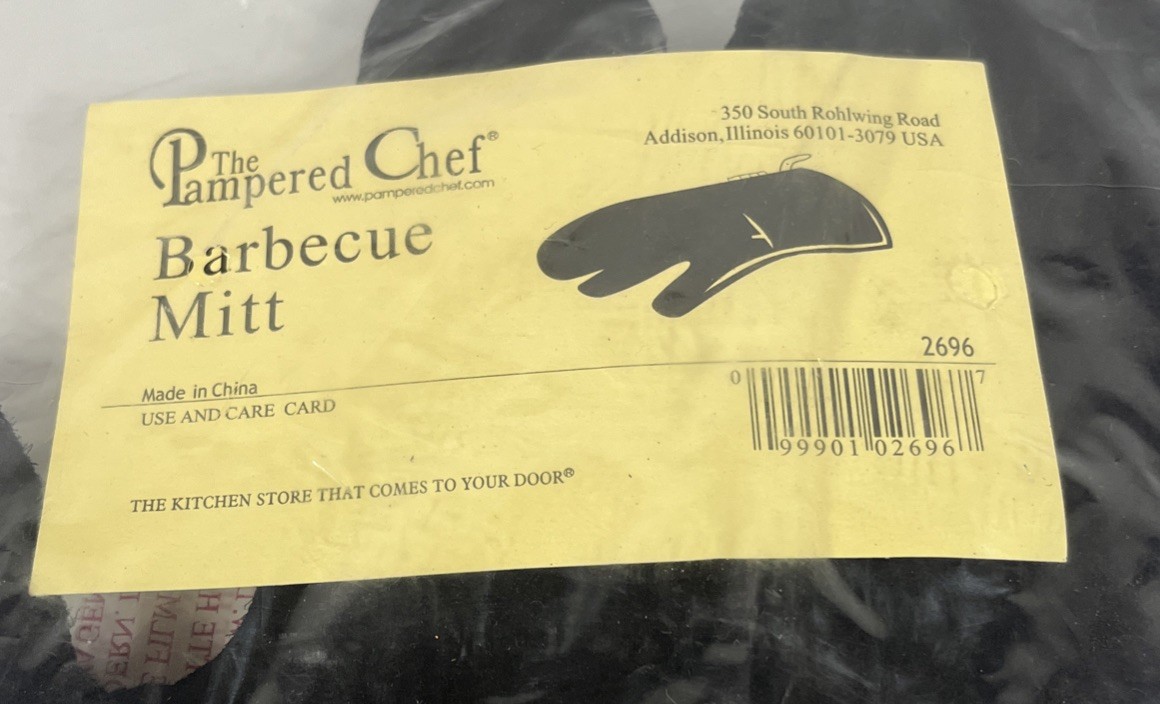 The
Pampered Chef®
www.pamperedchef.com
350 South Rohlwing Road
Addison, Illinois 60101-3079 USA
Barbecue
Mitt
2696
Made in China
USE AND CARE CARD
0 99901 02696 7
THE KITCHEN STORE THAT COMES TO YOUR DOOR®